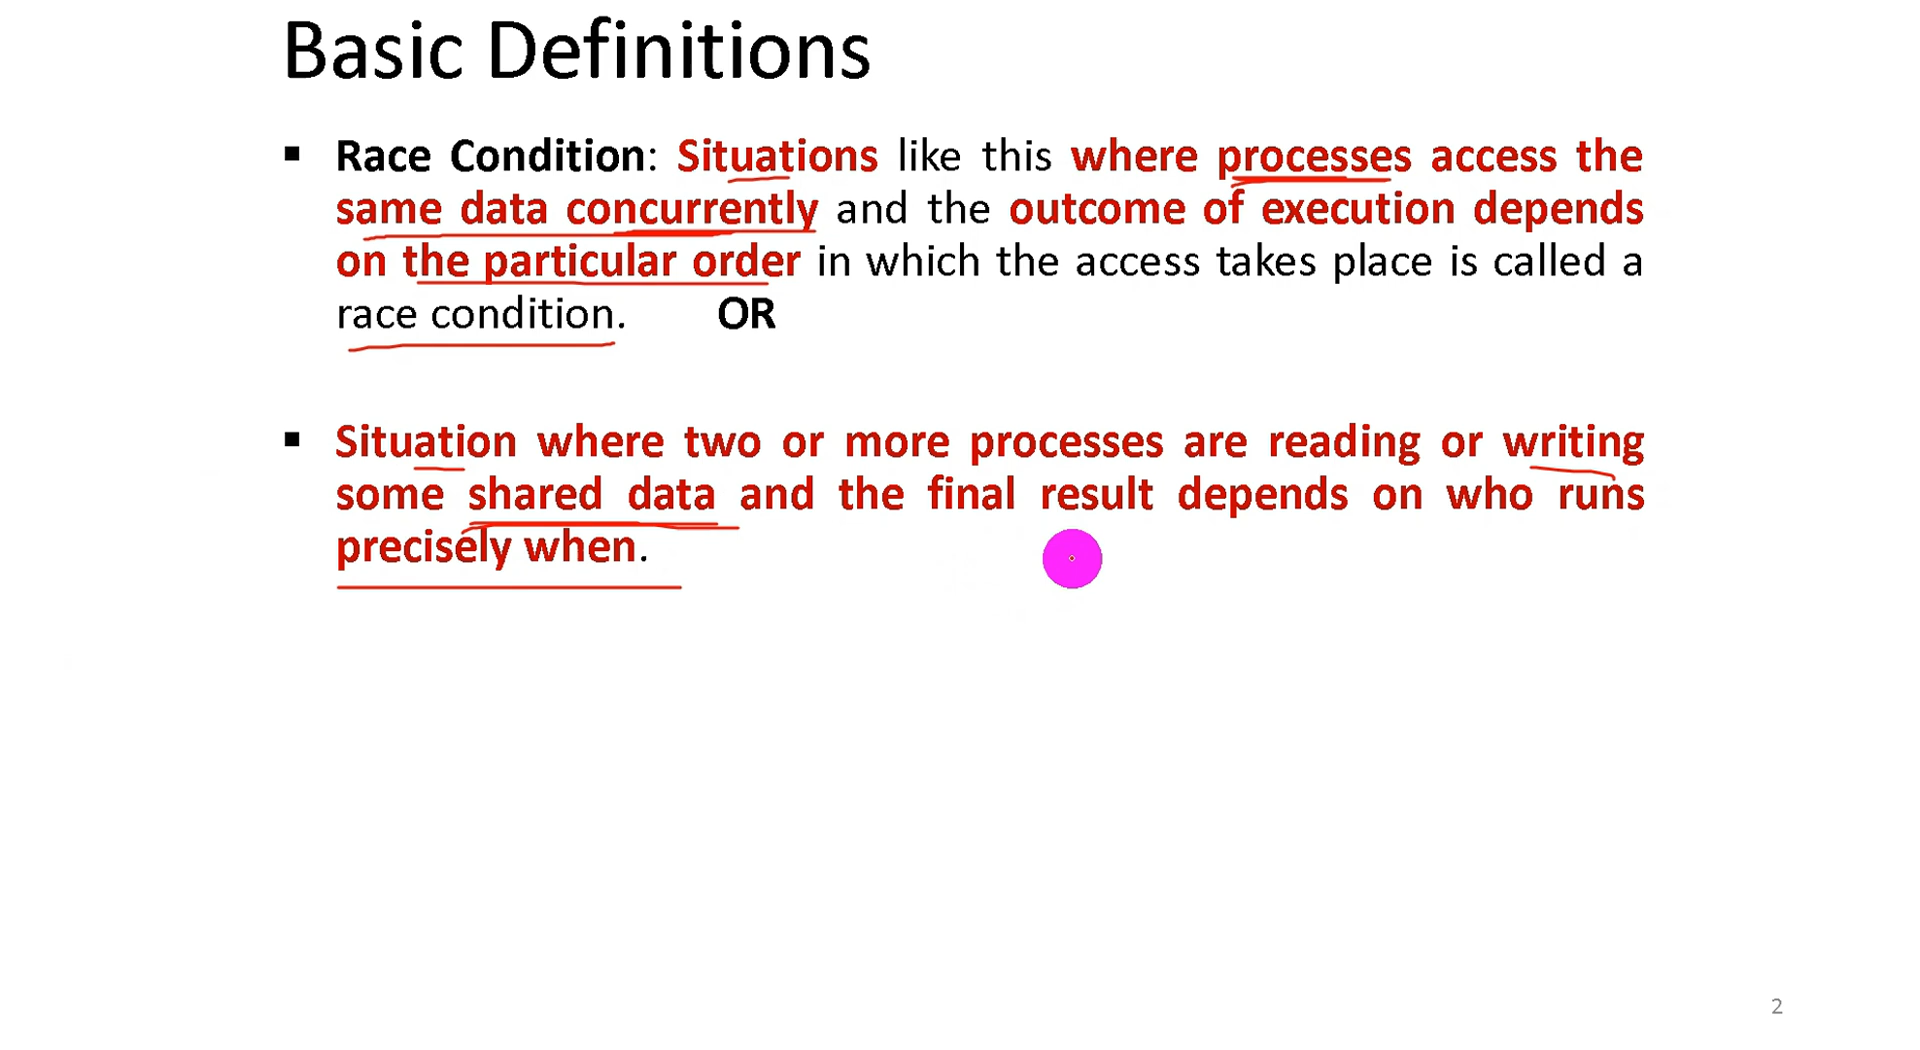 Basic Definitions
▪ Race Condition: Situations like this where processes access the
same data concurrently and the outcome of execution depends
on the particular order in which the access takes place is called a
race condition. OR
▪ Situation where two or more processes are reading or writing
some shared data and the final result depends on who runs
precisely when.
2